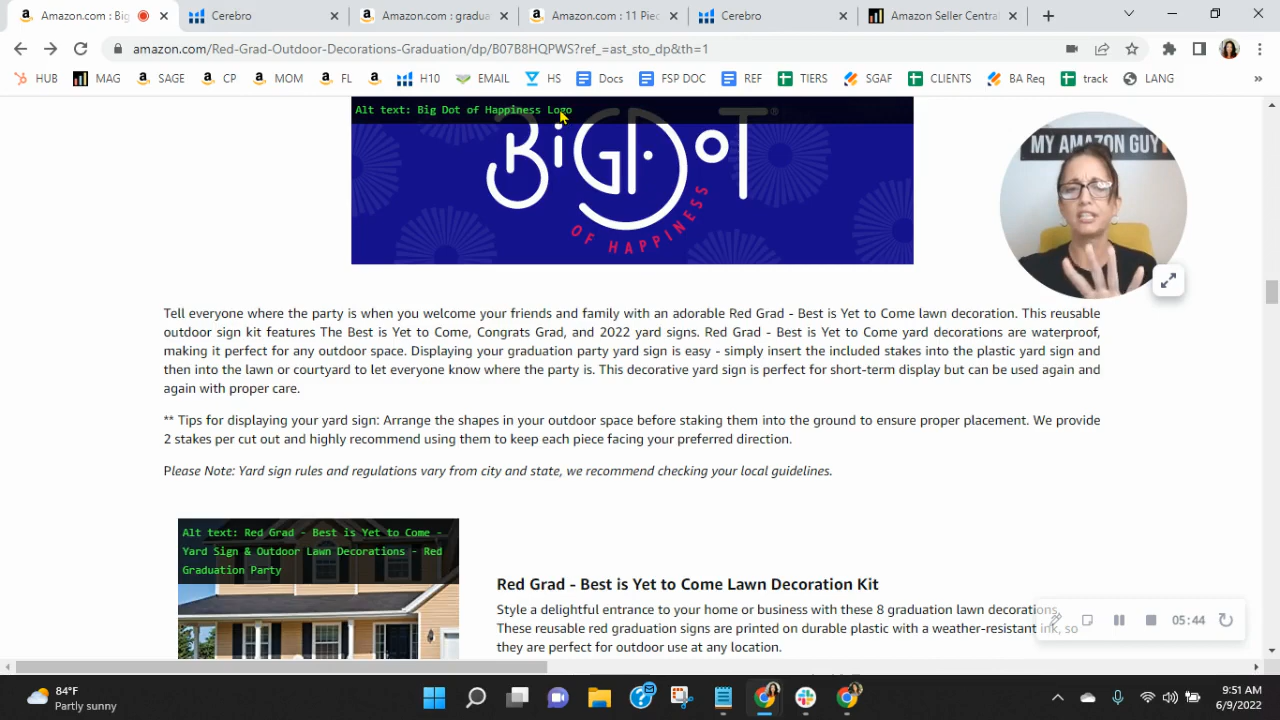 Amazon.com: Big
Cerebro
Amazon.com : gradua
Amazon.com : 11 Piec
Cerebro
Amazon Seller Centra
amazon.com/Red-Grad-Outdoor-Decorations-Graduation/dp/B07B8HQPWS?ref_=ast_sto_dp&th=1
HUB MAG SAGE CP MOM FL H10 EMAIL HS Docs FSP DOC REF TIERS SGAF CLIENTS BA Req track LANG
Alt text: Big Dot of Happiness Logo
BiG DOT
OF HAPPINESS
MY AMAZON GUY
Tell everyone where the party is when you welcome your friends and family with an adorable Red Grad - Best is Yet to Come lawn decoration. This reusable
outdoor sign kit features The Best is Yet to Come, Congrats Grad, and 2022 yard signs. Red Grad - Best is Yet to Come yard decorations are waterproof,
making it perfect for any outdoor space. Displaying your graduation party yard sign is easy - simply insert the included stakes into the plastic yard sign and
then into the lawn or courtyard to let everyone know where the party is. This decorative yard sign is perfect for short-term display but can be used again and
again with proper care.
** Tips for displaying your yard sign: Arrange the shapes in your outdoor space before staking them into the ground to ensure proper placement. We provide
2 stakes per cut out and highly recommend using them to keep each piece facing your preferred direction.
Please Note: Yard sign rules and regulations vary from city and state, we recommend checking your local guidelines.
Alt text: Red Grad - Best is Yet to Come -
Yard Sign & Outdoor Lawn Decorations - Red
Graduation Party
Red Grad - Best is Yet to Come Lawn Decoration Kit
Style a delightful entrance to your home or business with these 8 graduation lawn decorations.
These reusable red graduation signs are printed on durable plastic with a weather-resistant ink, so
they are perfect for outdoor use at any location.
05:44
84°F
Partly sunny
9:51 AM
6/9/2022